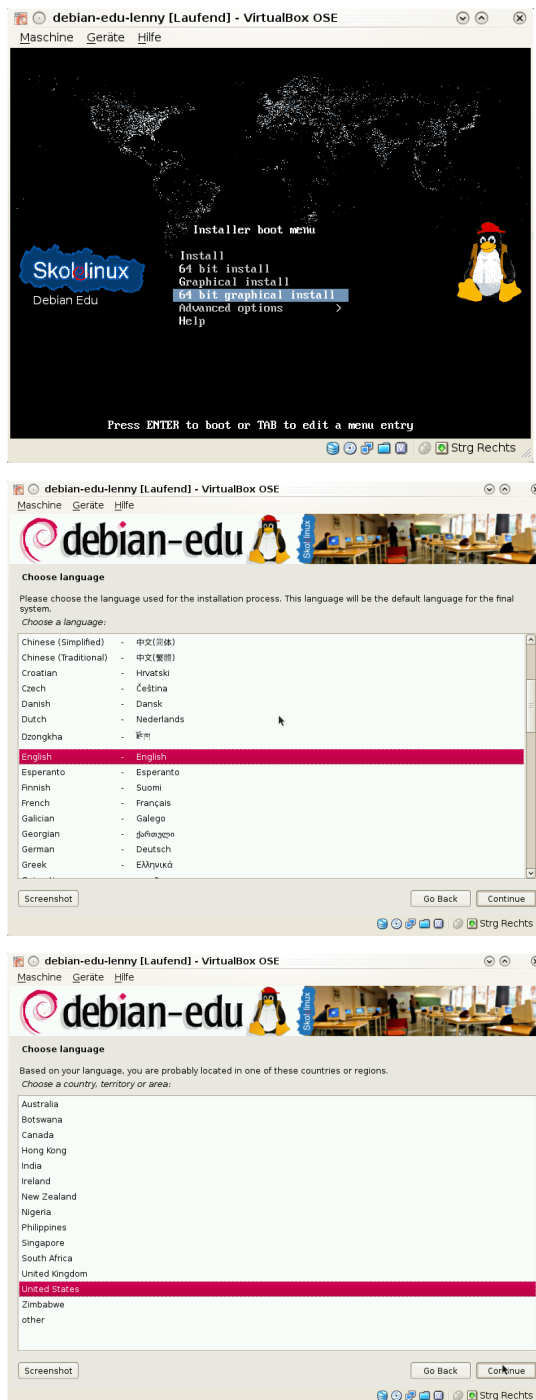 debian-edu-lenny [Laufend] - VirtualBox OSE
Maschine Geräte Hilfe
Installer boot menu
Install
64 bit install
Graphical install
64 bit graphical install
Advanced options >
Help
Skolelinux
Debian Edu
Press ENTER to boot or TAB to edit a menu entry
Strg Rechts
debian-edu-lenny [Laufend] - VirtualBox OSE
Maschine Geräte Hilfe
debian-edu
Skol linux
Choose language
Please choose the language used for the installation process. This language will be the default language for the final
system.
Choose a language:
Chinese (Simplified) - 中文(简体)
Chinese (Traditional) - 中文(繁體)
Croatian - Hrvatski
Czech - Čeština
Danish - Dansk
Dutch - Nederlands
Dzongkha -
English - English
Esperanto - Esperanto
Finnish - Suomi
French - Français
Galician - Galego
Georgian - ქართული
German - Deutsch
Greek - Ελληνικά
Screenshot
Go Back
Continue
Strg Rechts
debian-edu-lenny [Laufend] - VirtualBox OSE
Maschine Geräte Hilfe
debian-edu
Skol linux
Choose language
Based on your language, you are probably located in one of these countries or regions.
Choose a country, territory or area:
Australia
Botswana
Canada
Hong Kong
India
Ireland
New Zealand
Nigeria
Philippines
Singapore
South Africa
United Kingdom
United States
Zimbabwe
other
Screenshot
Go Back
Continue
Strg Rechts